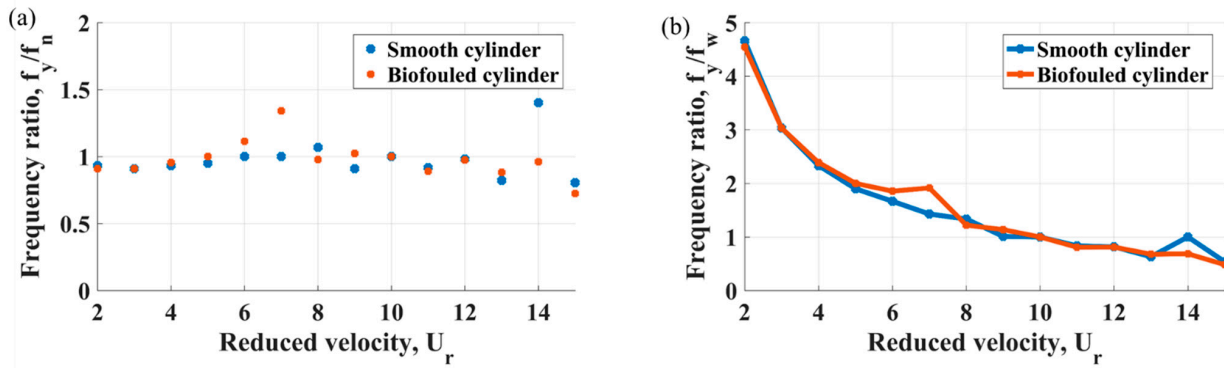 (a)
Frequency ratio, f_y/f_n
2
1.5
1
0.5
0
Smooth cylinder
Biofouled cylinder
2 4 6 8 10 12 14
Reduced velocity, U_r
(b)
Frequency ratio, f_y/f_w
5
4
3
2
1
0
Smooth cylinder
Biofouled cylinder
2 4 6 8 10 12 14
Reduced velocity, U_r